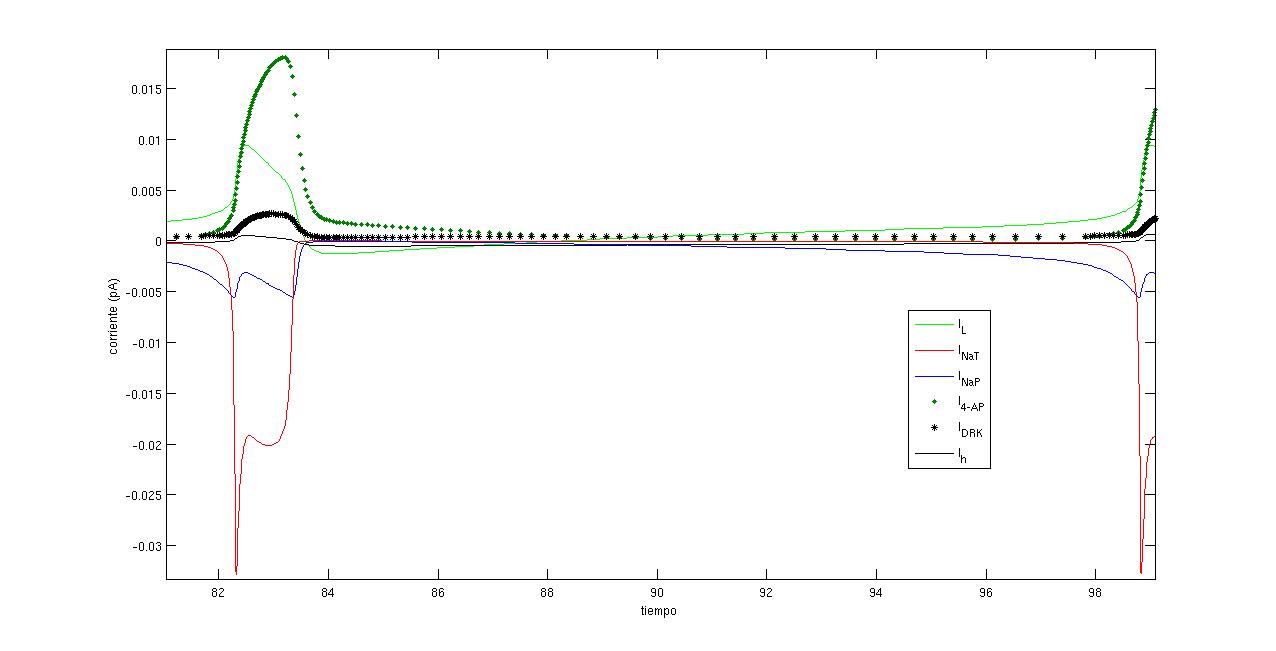 0.015
0.01
0.005
0
-0.005
-0.01
-0.015
-0.02
-0.025
-0.03
corriente (pA)
82 84 86 88 90 92 94 96 98
tiempo
I_L
I_NaT
I_NaP
I_4-AP
I_DRK
I_h